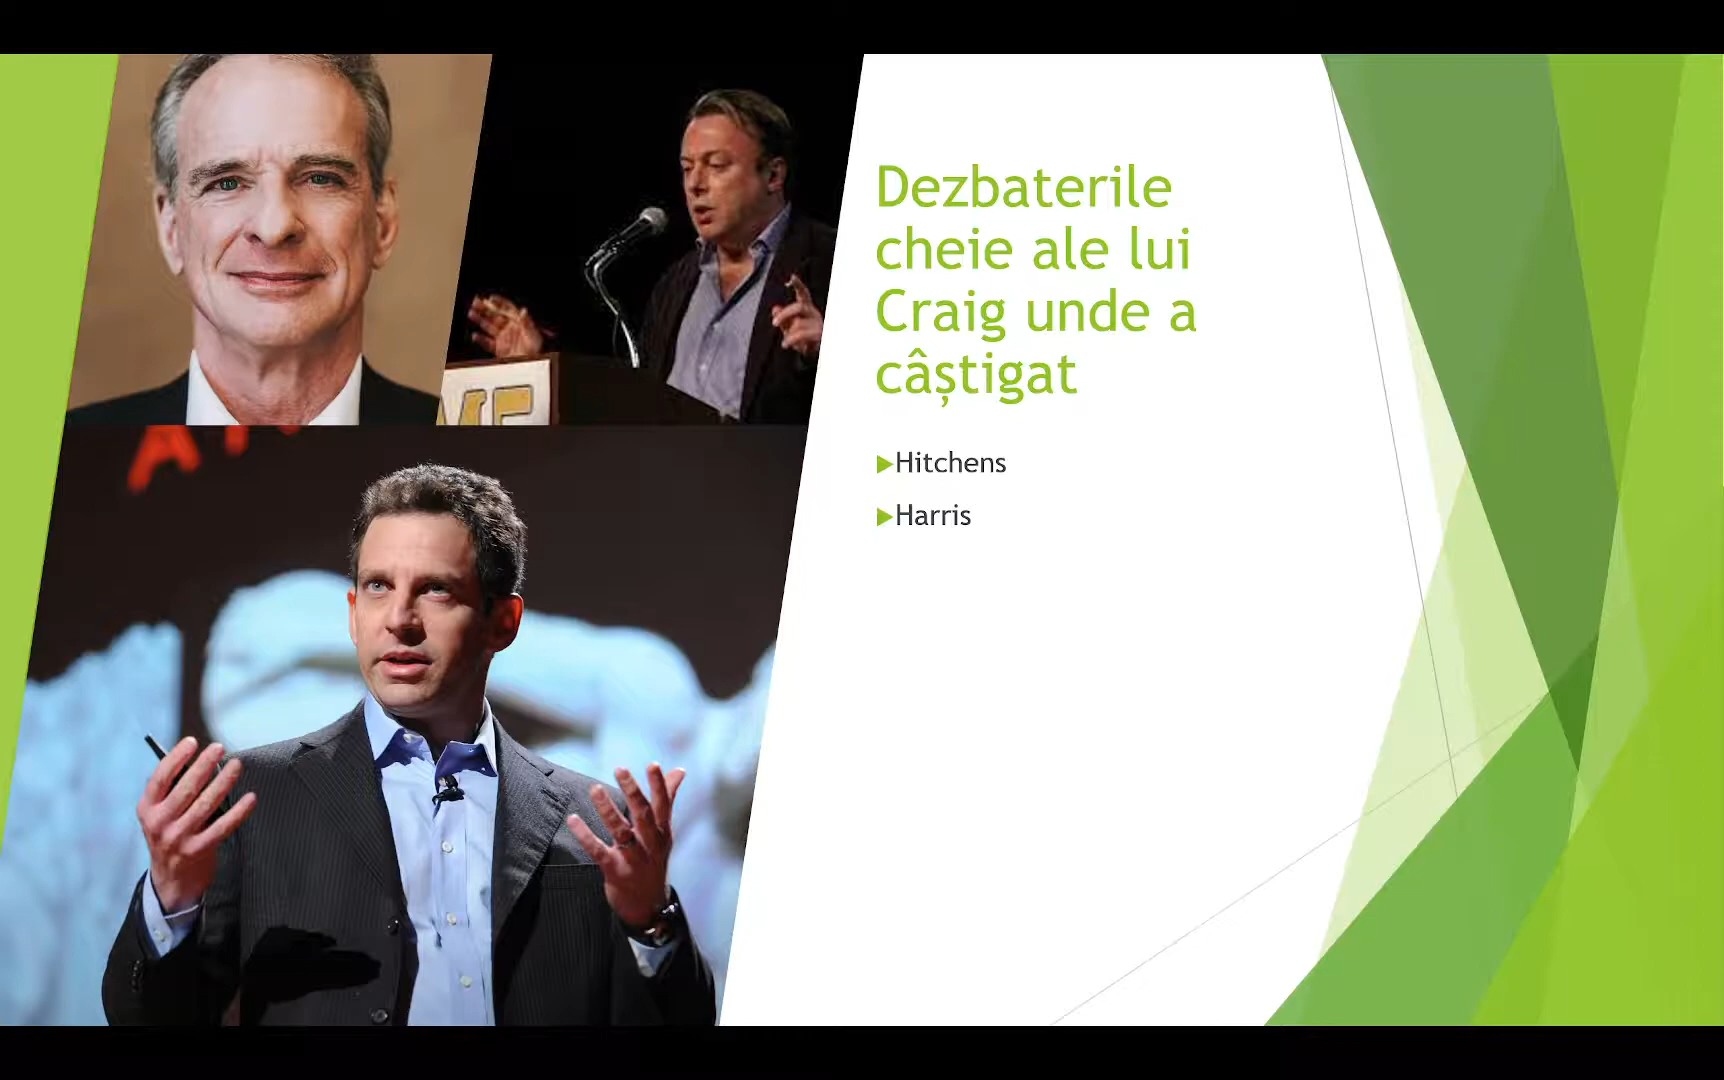 Dezbaterile
cheie ale lui
Craig unde a
câștigat
Hitchens
Harris